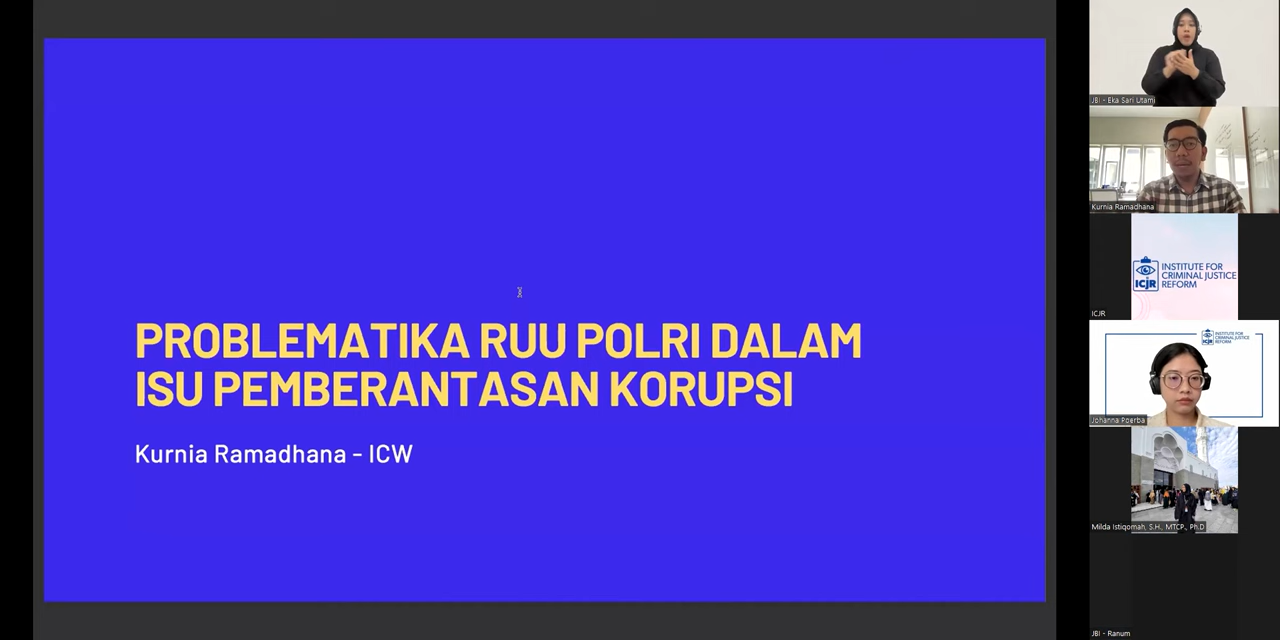 PROBLEMATIKA RUU POLRI DALAM
ISU PEMBERANTASAN KORUPSI
Kurnia Ramadhana - ICW
JBI - Eka Sari Utami
Kurnia Ramadhana
ICJR
INSTITUTE FOR
CRIMINAL JUSTICE
REFORM
ICJR
ICJR
INSTITUTE FOR
CRIMINAL JUSTICE
REFORM
Johanna Poerba
Milda Istiqomah, S.H., MTCP., Ph.D
JBI - Ranum